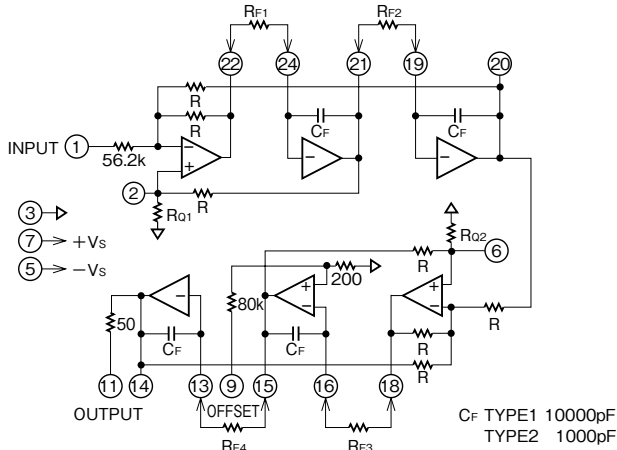 RF1 RF2
22 24 21 19 20
R
R
CF CF
INPUT 1
56.2k
− + − −
2
RQ1
R
3
7 +Vs
5 −Vs
RQ2
6
R
200
− + − + −
50
80k
R
CF CF
R
R
11 14 13 9 15 16 18
OUTPUT
OFFSET
RF4 RF3
CF TYPE1 10000pF
TYPE2 1000pF